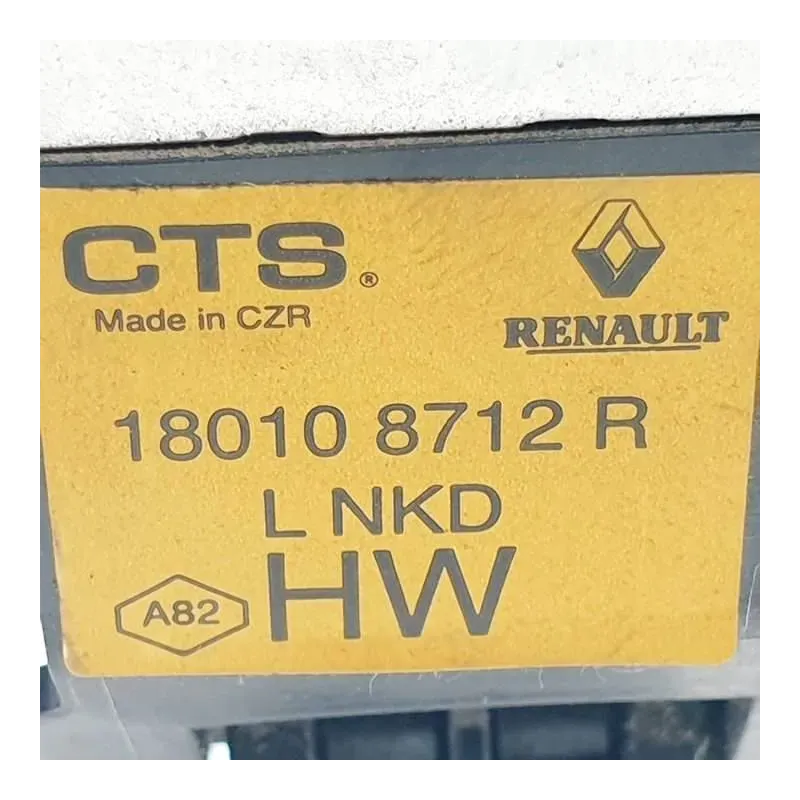 CTS®
Made in CZR
RENAULT
18010 8712 R
L NKD
A82
HW